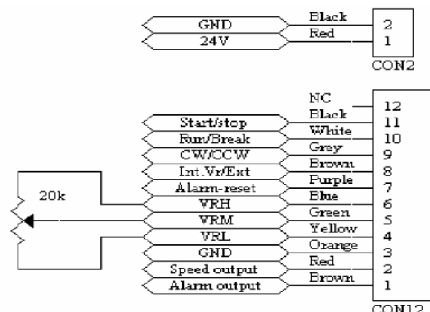 GND Black 2
24V Red 1
CON2
NC 12
Start/stop Black 11
Run/Break White 10
CW/CCW Grey 9
Int.Vr/Ext Brown 8
Alarm-reset Purple 7
20k VRH Blue 6
VRM Green 5
VRL Yellow 4
GND Orange 3
Speed output Red 2
Alarm output Brown 1
CON12